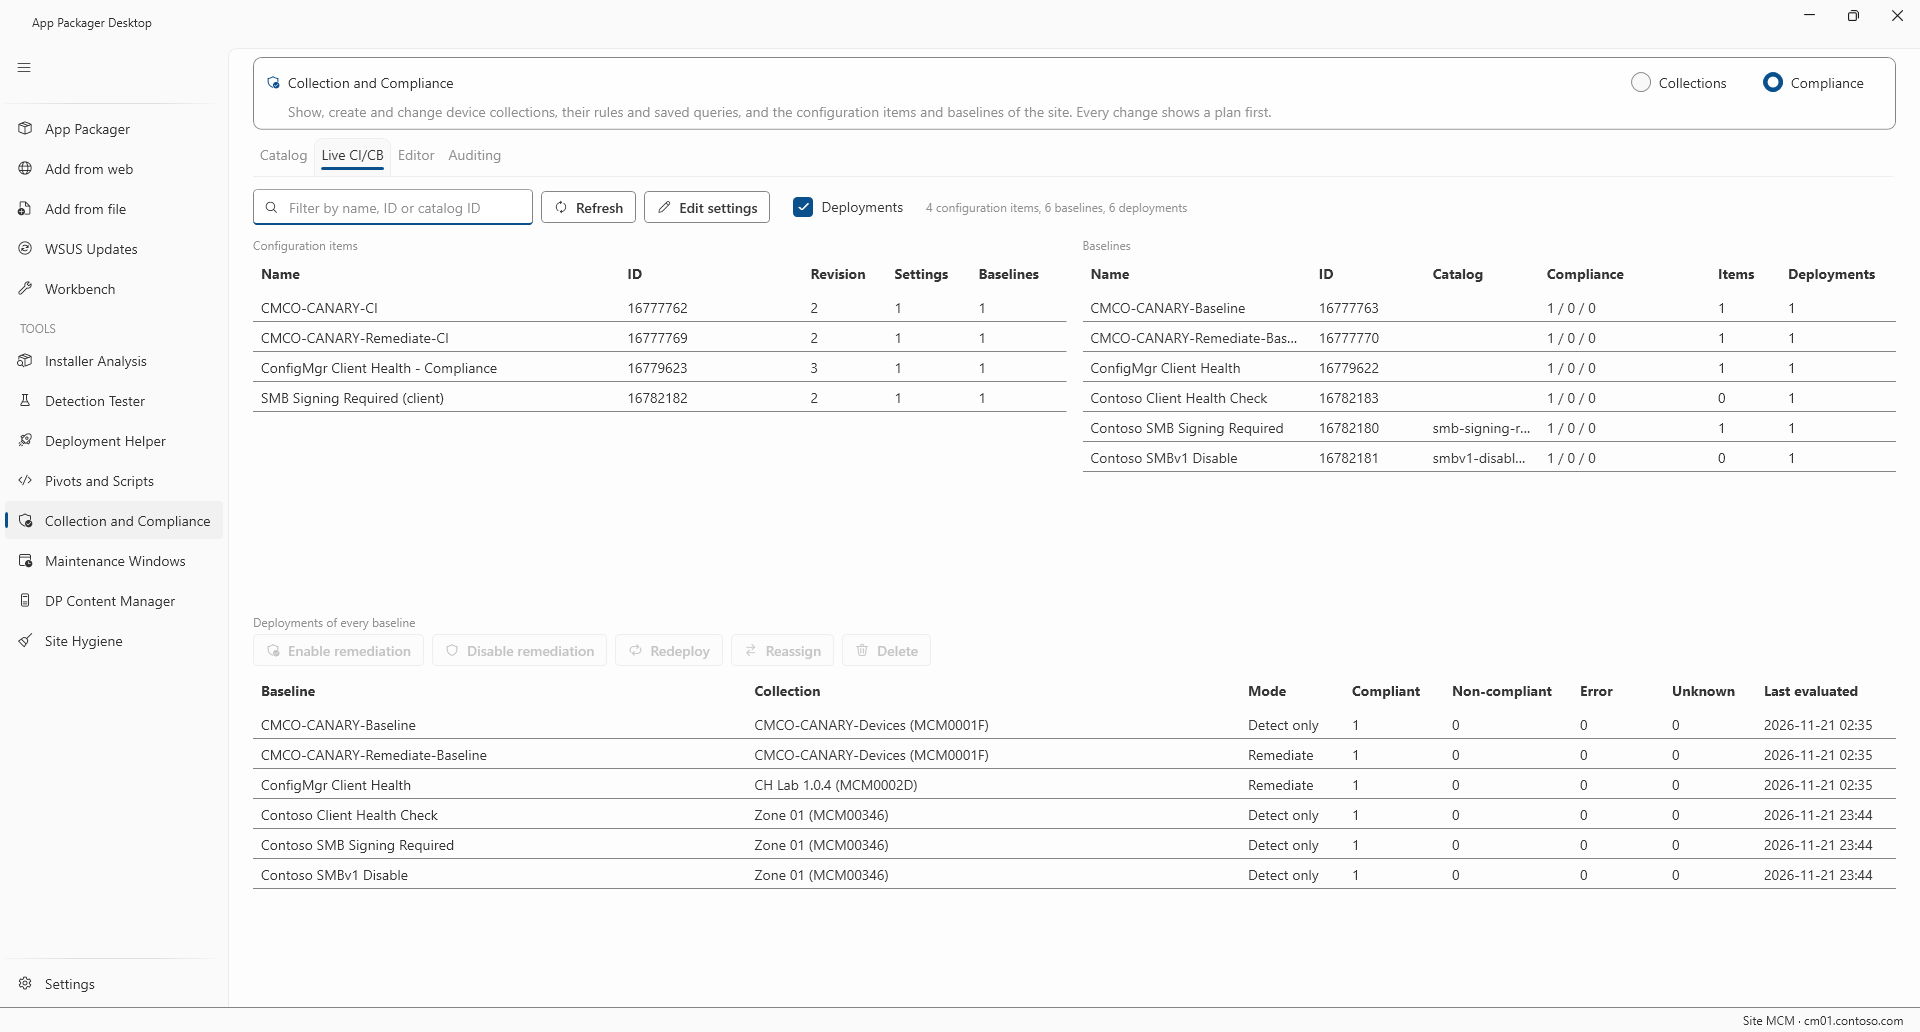 App Packager Desktop
App Packager
Add from web
Add from file
WSUS Updates
Workbench
TOOLS
Installer Analysis
Detection Tester
Deployment Helper
Pivots and Scripts
Collection and Compliance
Maintenance Windows
DP Content Manager
Site Hygiene
Settings
Collection and Compliance
Collections Compliance
Show, create and change device collections, their rules and saved queries, and the configuration items and baselines of the site. Every change shows a plan first.
Catalog Live CI/CB Editor Auditing
Filter by name, ID or catalog ID Refresh Edit settings Deployments 4 configuration items, 6 baselines, 6 deployments
Configuration items
Name ID Revision Settings Baselines
CMCO-CANARY-CI 16777762 2 1 1
CMCO-CANARY-Remediate-CI 16777769 2 1 1
ConfigMgr Client Health - Compliance 16779623 3 1 1
SMB Signing Required (client) 16782182 2 1 1
Baselines
Name ID Catalog Compliance Items Deployments
CMCO-CANARY-Baseline 16777763 1 / 0 / 0 1 1
CMCO-CANARY-Remediate-Bas... 16777770 1 / 0 / 0 1 1
ConfigMgr Client Health 16779622 1 / 0 / 0 1 1
Contoso Client Health Check 16782183 1 / 0 / 0 0 1
Contoso SMB Signing Required 16782180 smb-signing-r... 1 / 0 / 0 1 1
Contoso SMBv1 Disable 16782181 smbv1-disabl... 1 / 0 / 0 0 1
Deployments of every baseline
Enable remediation Disable remediation Redeploy Reassign Delete
Baseline Collection Mode Compliant Non-compliant Error Unknown Last evaluated
CMCO-CANARY-Baseline CMCO-CANARY-Devices (MCM0001F) Detect only 1 0 0 0 2026-11-21 02:35
CMCO-CANARY-Remediate-Baseline CMCO-CANARY-Devices (MCM0001F) Remediate 1 0 0 0 2026-11-21 02:35
ConfigMgr Client Health CH Lab 1.0.4 (MCM0002D) Remediate 1 0 0 0 2026-11-21 02:35
Contoso Client Health Check Zone 01 (MCM00346) Detect only 1 0 0 0 2026-11-21 23:44
Contoso SMB Signing Required Zone 01 (MCM00346) Detect only 1 0 0 0 2026-11-21 23:44
Contoso SMBv1 Disable Zone 01 (MCM00346) Detect only 1 0 0 0 2026-11-21 23:44
Site MCM · cm01.contoso.com